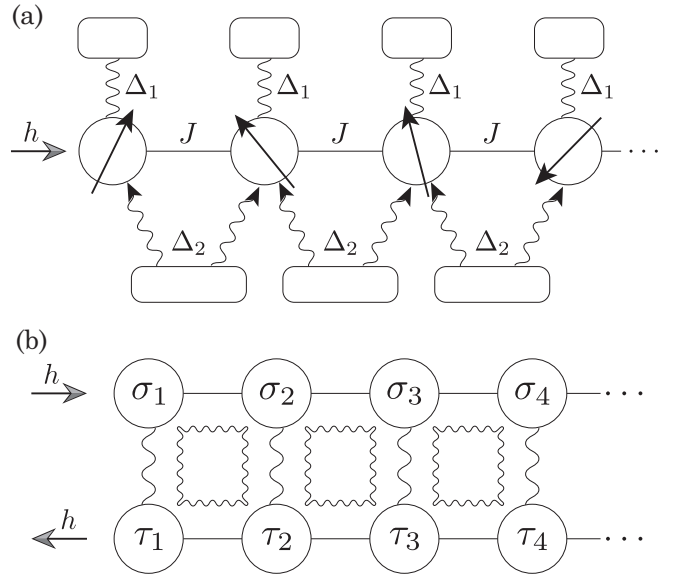 (a)
Δ₁ Δ₁ Δ₁ Δ₁
h J J J ···
Δ₂ Δ₂ Δ₂
(b)
h σ₁ σ₂ σ₃ σ₄ ···
h τ₁ τ₂ τ₃ τ₄ ···